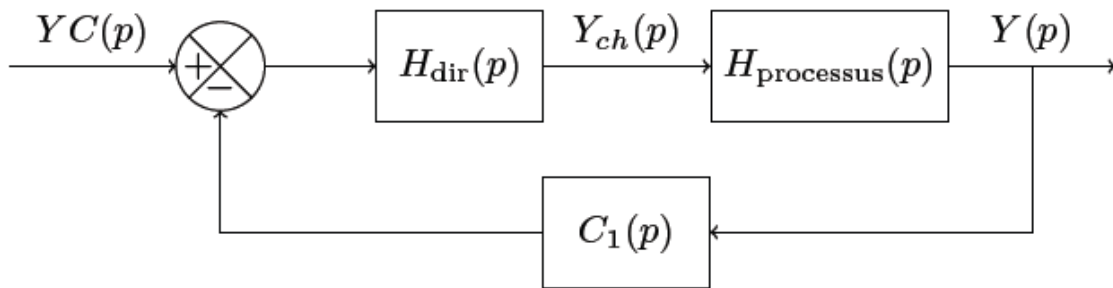 YC(p)
+
−
H_dir(p)
Y_ch(p)
H_processus(p)
Y(p)
C_1(p)